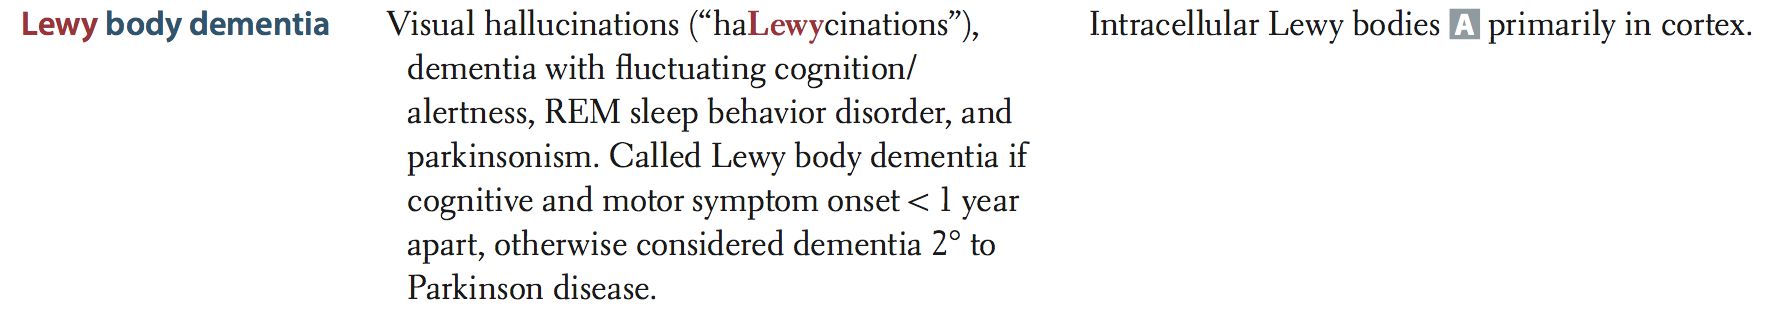 Lewy body dementia
Visual hallucinations (“haLewycinations”),
dementia with fluctuating cognition/
alertness, REM sleep behavior disorder, and
parkinsonism. Called Lewy body dementia if
cognitive and motor symptom onset < 1 year
apart, otherwise considered dementia 2° to
Parkinson disease.
Intracellular Lewy bodies A primarily in cortex.